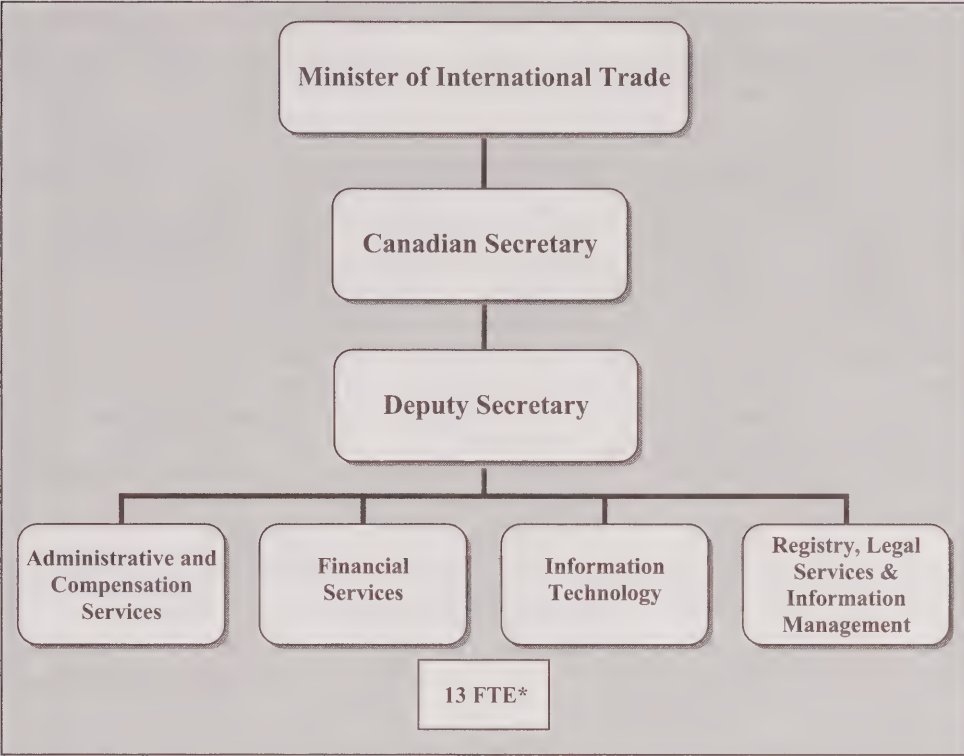 Minister of International Trade
Canadian Secretary
Deputy Secretary
Administrative and
Compensation
Services
Financial
Services
Information
Technology
Registry, Legal
Services &
Information
Management
13 FTE*